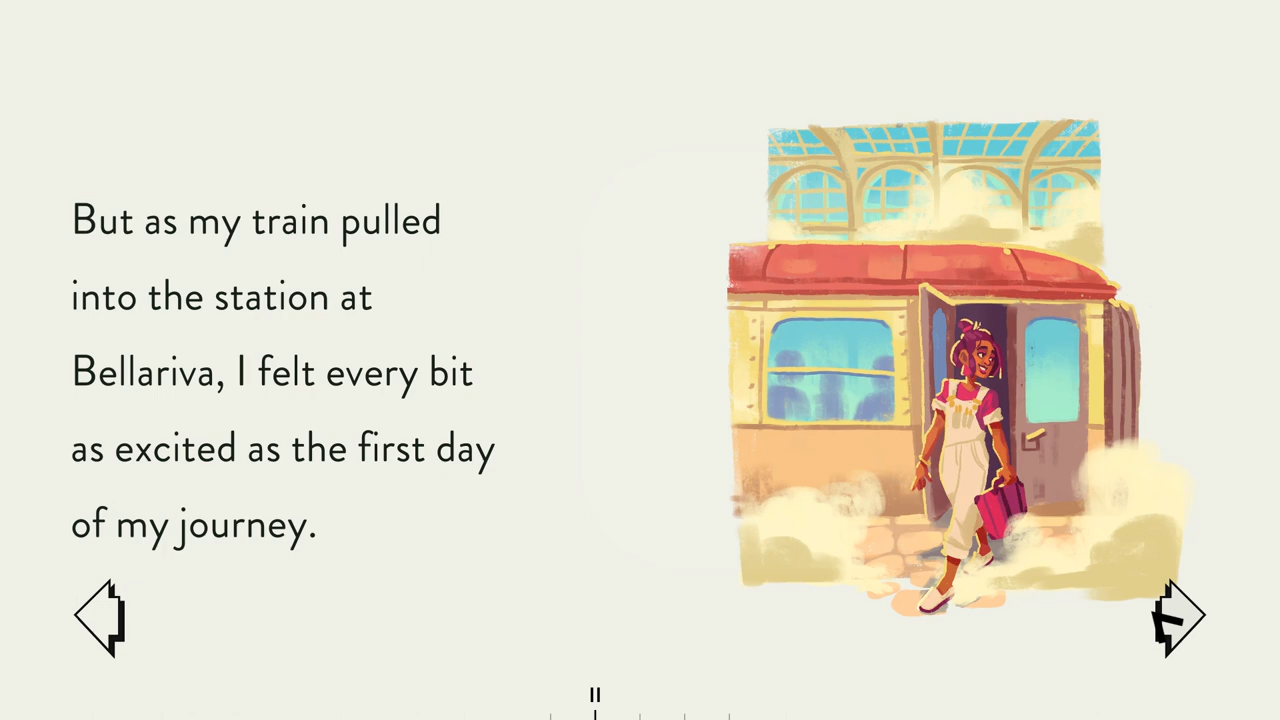 But as my train pulled
into the station at
Bellariva, I felt every bit
as excited as the first day
of my journey.
II